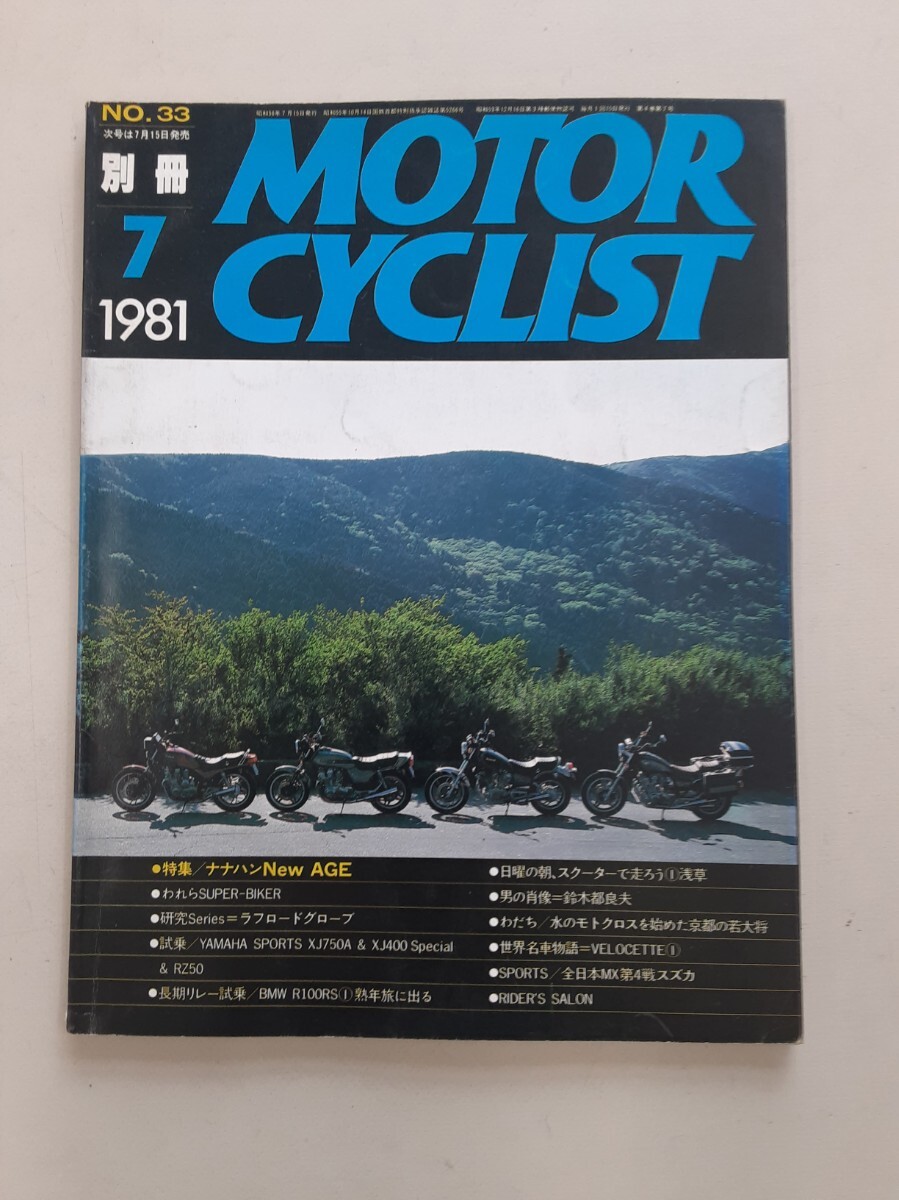 NO. 33
次号は7月15日発売
別冊
7
1981
MOTOR
CYCLIST
●特集/ナナハンNew AGE
●われらSUPER-BIKER
●研究Series=ラフロードグローブ
●試乗/YAMAHA SPORTS XJ750A & XJ400 Special
& RZ50
●長期リレー試乗/BMW R100RS①熟年旅に出る
●日曜の朝、スクーターで走ろう①浅草
●男の肖像=鈴木都良夫
●わだち/水のモトクロスを始めた京都の若大将
●世界名車物語=VELOCETTE①
●SPORTS/全日本MX第4戦スズカ
●RIDER'S SALON